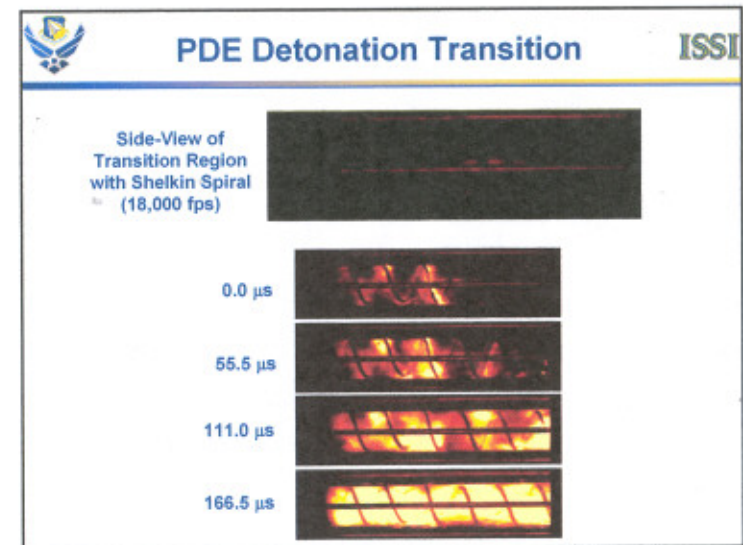 PDE Detonation Transition
ISSI
Side-View of
Transition Region
with Shelkin Spiral
(18,000 fps)
0.0 µs
55.5 µs
111.0 µs
166.5 µs